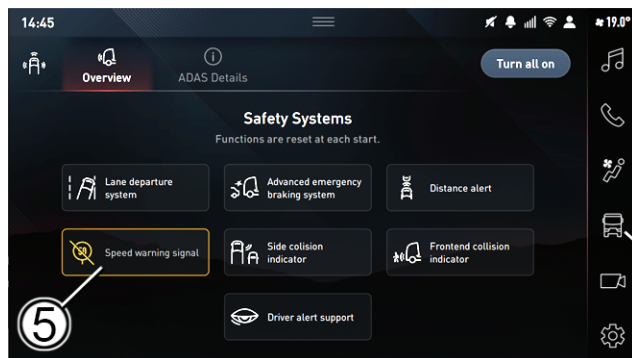 14:45
19.0°
Overview
ADAS Details
Turn all on
Safety Systems
Functions are reset at each start.
Lane departure
system
Advanced emergency
braking system
Distance alert
50
Speed warning signal
Side colision
indicator
Frontend collision
indicator
Driver alert support
5